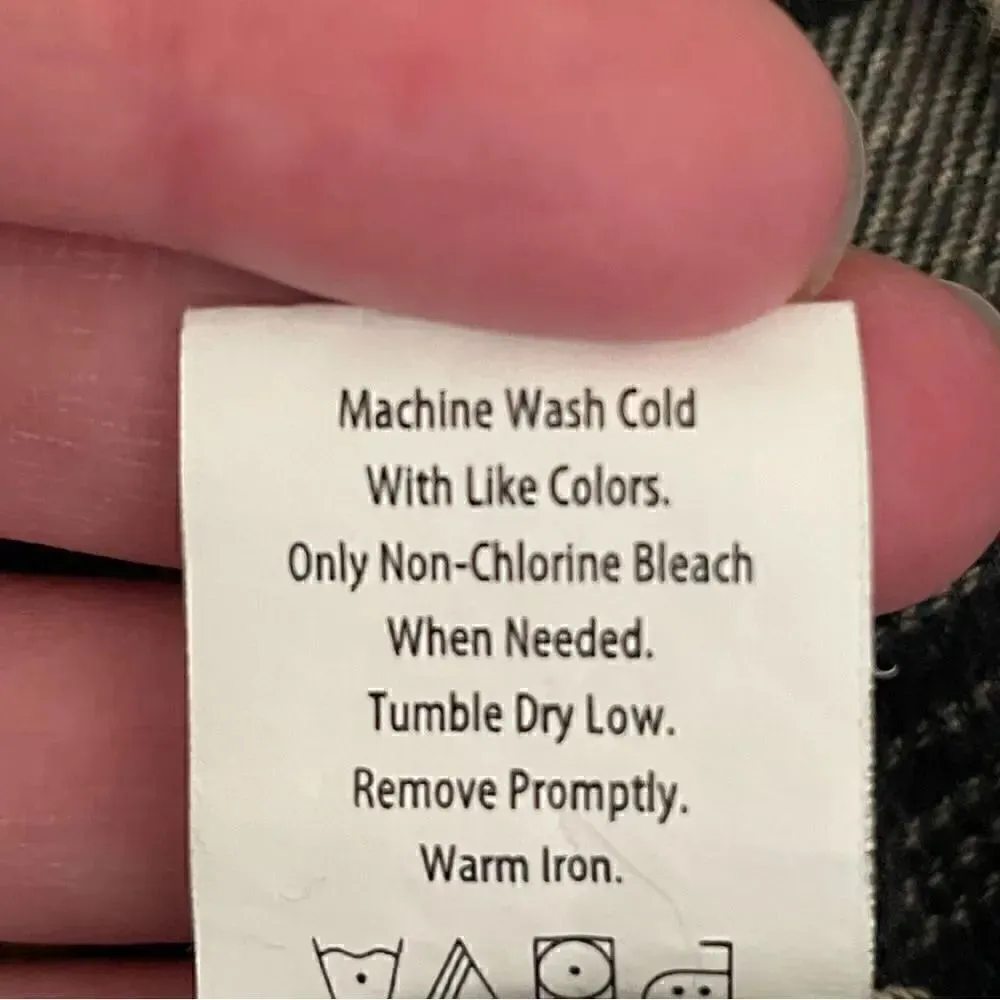 Machine Wash Cold
With Like Colors.
Only Non-Chlorine Bleach
When Needed.
Tumble Dry Low.
Remove Promptly.
Warm Iron.